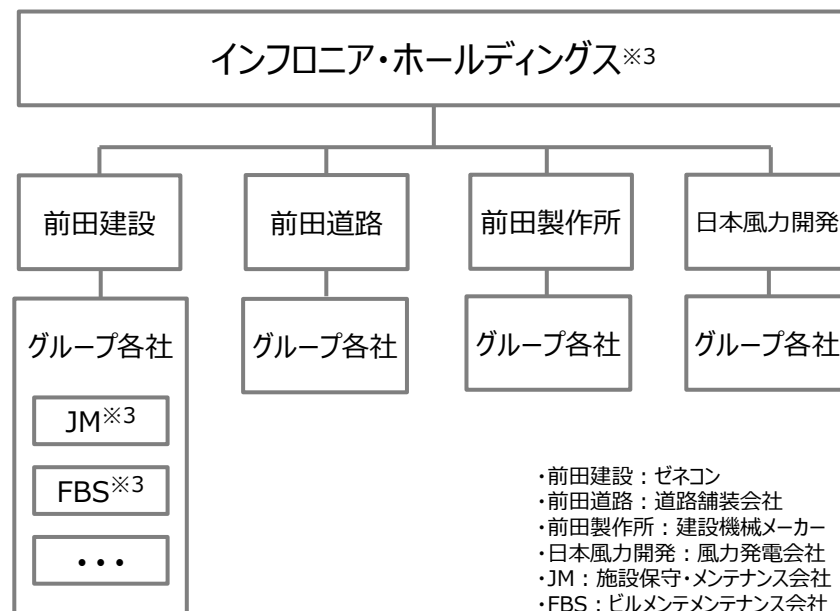 インフロニア・ホールディングス※3
前田建設
前田道路
前田製作所
日本風力開発
グループ各社
グループ各社
グループ各社
グループ各社
JM※3
FBS※3
・・・
・前田建設：ゼネコン
・前田道路：道路舗装会社
・前田製作所：建設機械メーカー
・日本風力開発：風力発電会社
・JM：施設保守・メンテナンス会社
・FBS：ビルメンテメンテナンス会社